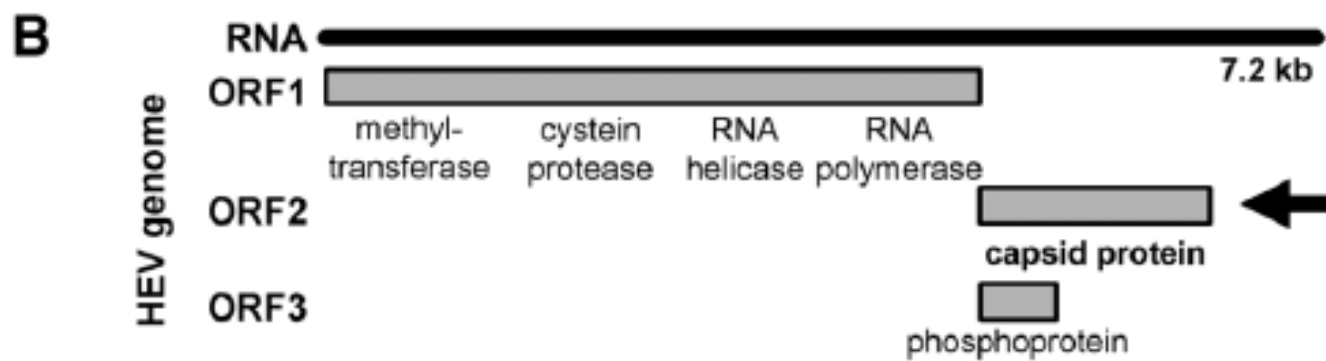 B
RNA
7.2 kb
HEV genome
ORF1
methyl-
transferase
cystein
protease
RNA
helicase
RNA
polymerase
ORF2
capsid protein
ORF3
phosphoprotein